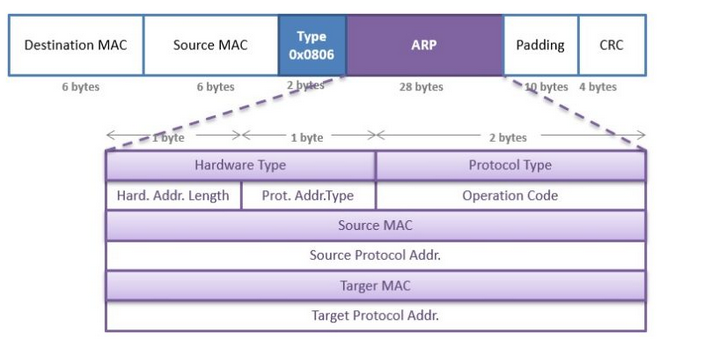 Destination MAC
Source MAC
Type
0x0806
ARP
Padding
CRC
6 bytes
6 bytes
2 bytes
28 bytes
10 bytes
4 bytes
1 byte
1 byte
2 bytes
Hardware Type
Protocol Type
Hard. Addr. Length
Prot. Addr.Type
Operation Code
Source MAC
Source Protocol Addr.
Targer MAC
Target Protocol Addr.